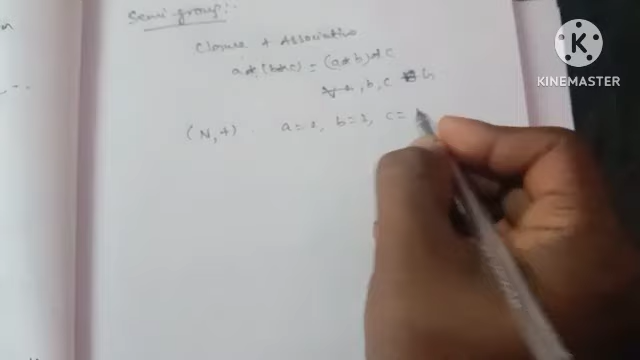 Semi-group:-
Closure + Associative
a*(b*c) = (a*b)*c
, b, c G
(N, +) a=2, b=3, c=
K
KINEMASTER